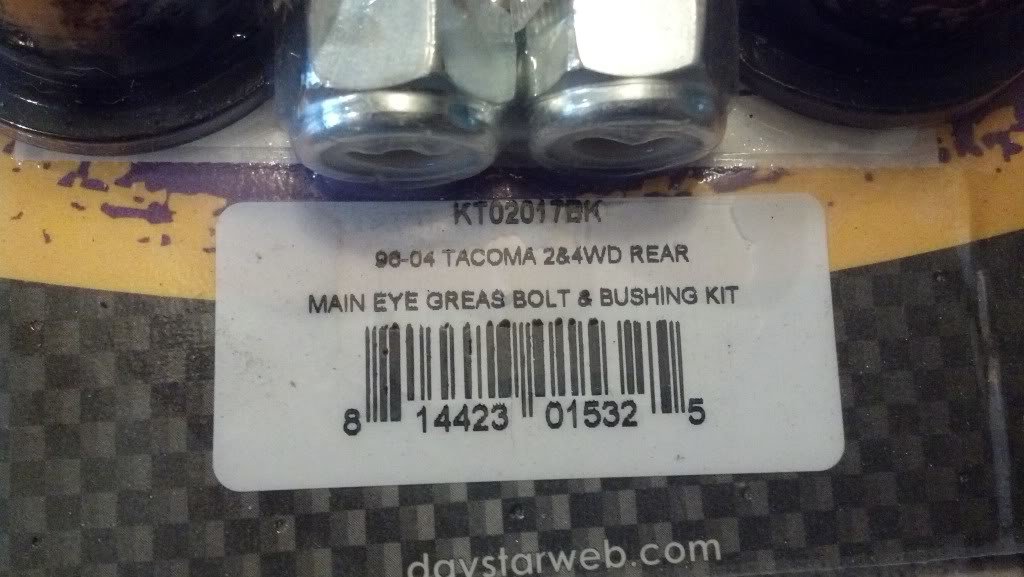 KT02017BK
96-04 TACOMA 2&4WD REAR
MAIN EYE GREAS BOLT & BUSHING KIT
8 14423 01532 5
daystarweb.com